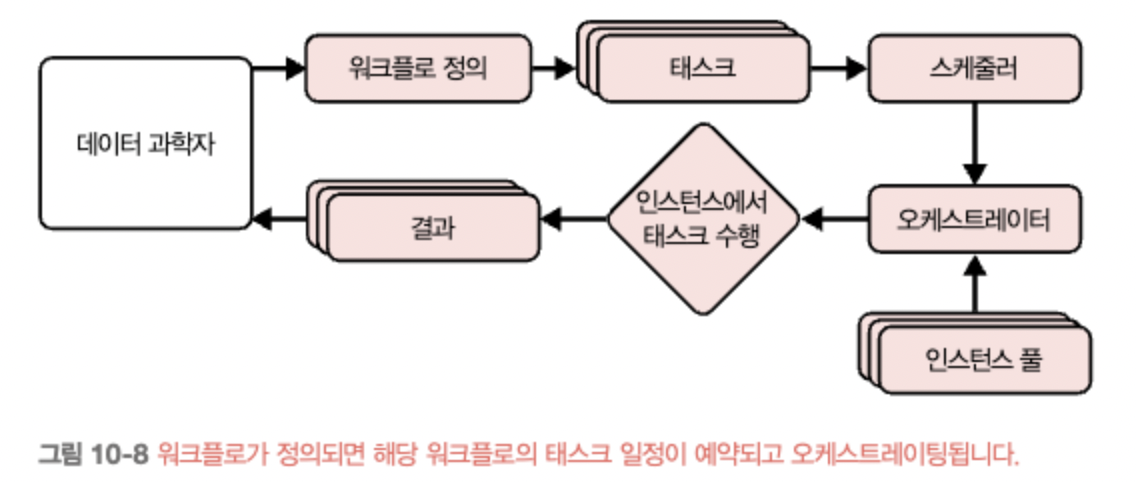 워크플로 정의
태스크
스케줄러
데이터 과학자
인스턴스에서
태스크 수행
오케스트레이터
결과
인스턴스 풀
그림 10-8 워크플로가 정의되면 해당 워크플로의 태스크 일정이 예약되고 오케스트레이팅됩니다.